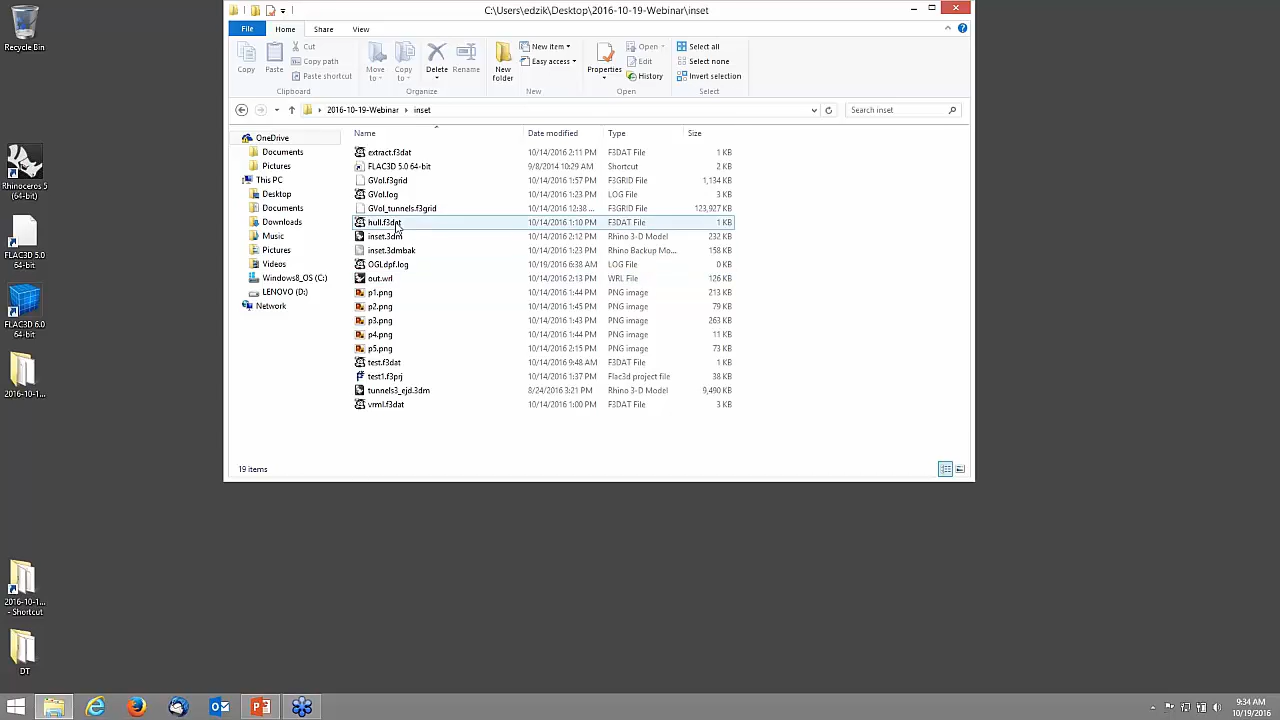 C:\Users\edzik\Desktop\2016-10-19-Webinar\inset
File Home Share View
Copy Paste Cut Copy path Paste shortcut
Clipboard
Move to Copy to Delete Rename
Organize
New folder New item Easy access
New
Properties Open Edit History
Open
Select all Select none Invert selection
Select
2016-10-19-Webinar inset Search inset
Name Date modified Type Size
extract.f3dat 10/14/2016 2:11 PM F3DAT File 1 KB
FLAC3D 5.0 64-bit 9/8/2014 10:29 AM Shortcut 2 KB
GVol.f3grid 10/14/2016 1:57 PM F3GRID File 1,134 KB
GVol.log 10/14/2016 1:23 PM LOG File 3 KB
GVol_tunnels.f3grid 10/14/2016 12:38 ... F3GRID File 123,927 KB
hull.f3dat 10/14/2016 1:10 PM F3DAT File 1 KB
inset.3dm 10/14/2016 2:12 PM Rhino 3-D Model 232 KB
inset.3dmbak 10/14/2016 1:23 PM Rhino Backup Mo... 158 KB
OGLdpf.log 10/19/2016 6:38 AM LOG File 0 KB
out.wrl 10/14/2016 2:13 PM WRL File 126 KB
p1.png 10/14/2016 1:44 PM PNG image 213 KB
p2.png 10/14/2016 1:45 PM PNG image 79 KB
p3.png 10/14/2016 1:43 PM PNG image 263 KB
p4.png 10/14/2016 1:44 PM PNG image 11 KB
p5.png 10/14/2016 2:15 PM PNG image 73 KB
test.f3dat 10/14/2016 9:48 AM F3DAT File 1 KB
test1.f3prj 10/14/2016 1:37 PM Flac3d project file 38 KB
tunnels3_ejd.3dm 8/24/2016 3:21 PM Rhino 3-D Model 9,490 KB
vrml.f3dat 10/14/2016 1:00 PM F3DAT File 3 KB
OneDrive
Documents
Pictures
This PC
Desktop
Documents
Downloads
Music
Pictures
Videos
Windows8_OS (C:)
LENOVO (D:)
Network
19 items
Recycle Bin
Rhinoceros 5
(64-bit)
FLAC3D 5.0
64-bit
FLAC3D 6.0
64-bit
2016-10-1...
2016-10-1...
- Shortcut
DT
9:34 AM
10/19/2016